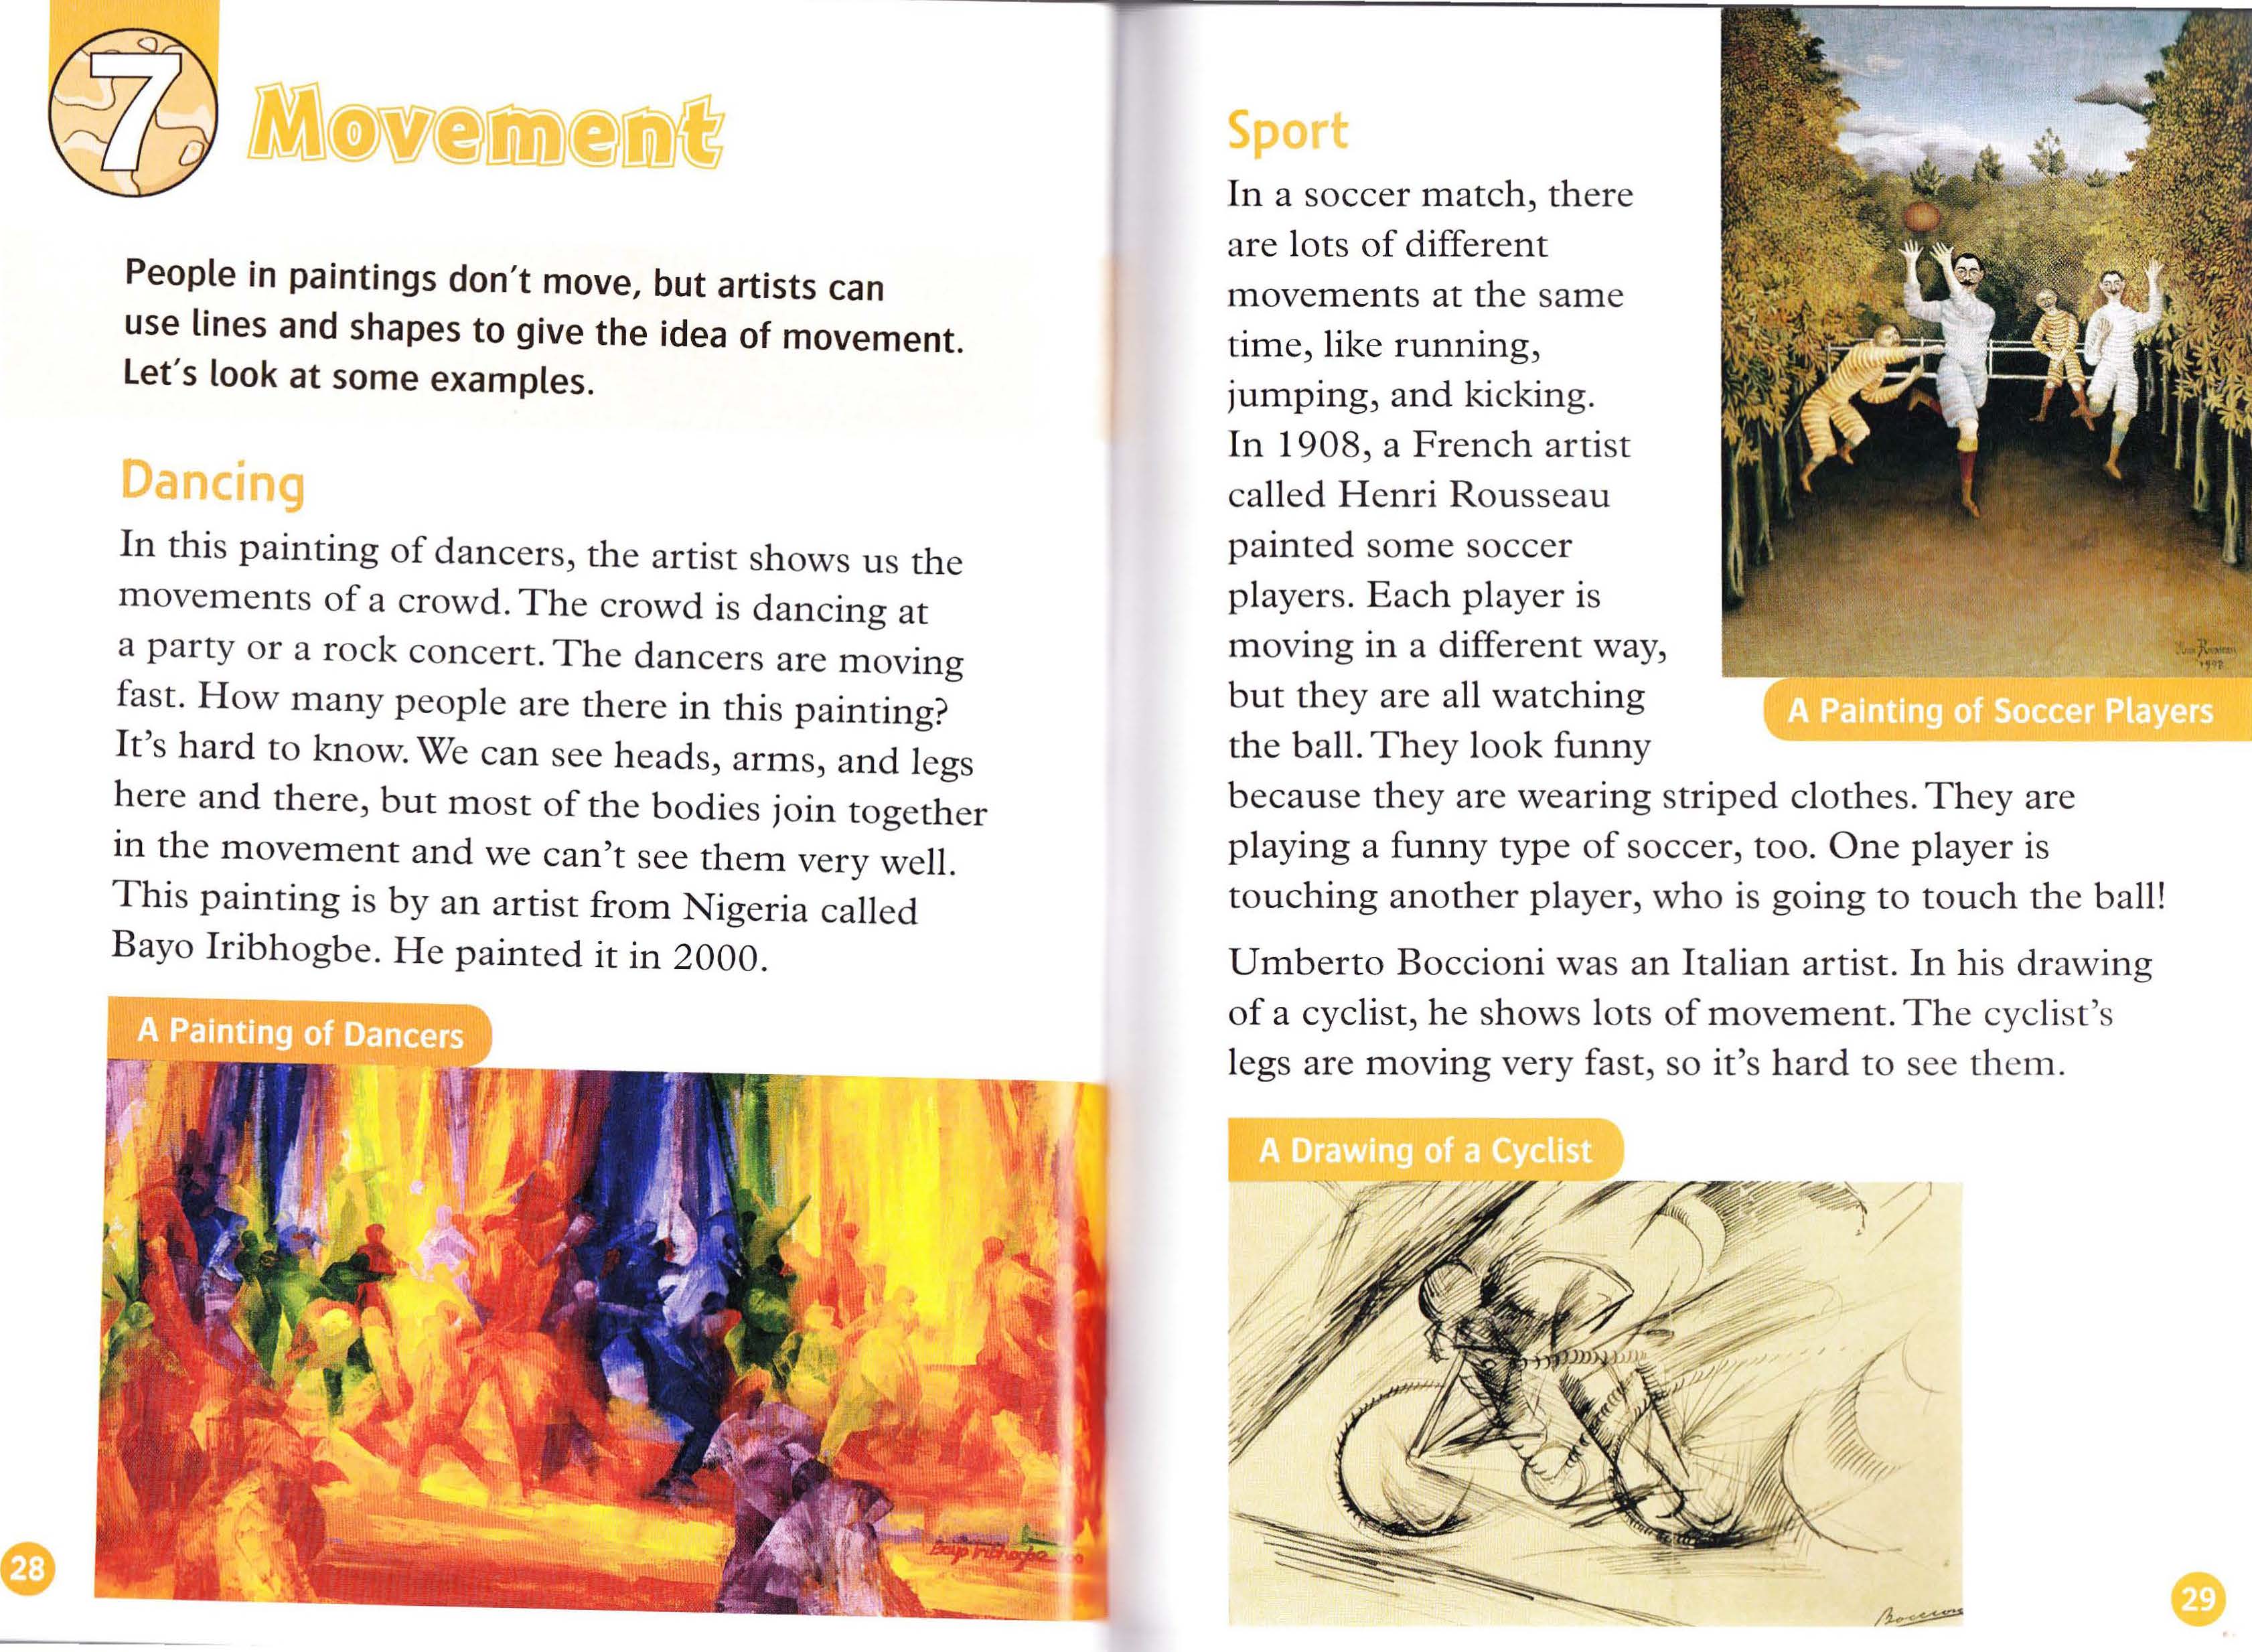 7
Movement
People in paintings don't move, but artists can
use lines and shapes to give the idea of movement.
Let's look at some examples.
Dancing
In this painting of dancers, the artist shows us the
movements of a crowd. The crowd is dancing at
a party or a rock concert. The dancers are moving
fast. How many people are there in this painting?
It's hard to know. We can see heads, arms, and legs
here and there, but most of the bodies join together
in the movement and we can't see them very well.
This painting is by an artist from Nigeria called
Bayo Iribhogbe. He painted it in 2000.
A Painting of Dancers
28
Sport
In a soccer match, there
are lots of different
movements at the same
time, like running,
jumping, and kicking.
In 1908, a French artist
called Henri Rousseau
painted some soccer
players. Each player is
moving in a different way,
but they are all watching
the ball. They look funny
because they are wearing striped clothes. They are
playing a funny type of soccer, too. One player is
touching another player, who is going to touch the ball!
A Painting of Soccer Players
Umberto Boccioni was an Italian artist. In his drawing
of a cyclist, he shows lots of movement. The cyclist's
legs are moving very fast, so it's hard to see them.
A Drawing of a Cyclist
Boccioni
29